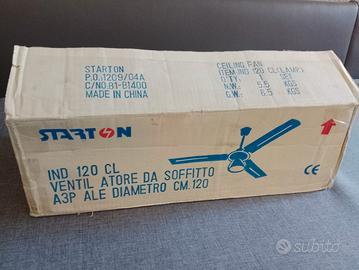 STARTON
P.O.:1209/04A
C/NO.B1-B1400
MADE IN CHINA
CEILING FAN
ITEM:IND 120 CL(LAMP)
Q'TY: 1 SET
N.W.: 5.5 KGS
G.W.: 6.5 KGS
STARTON
IND 120 CL
VENTIL ATORE DA SOFFITTO
A3P ALE DIAMETRO CM.120
CE
subito